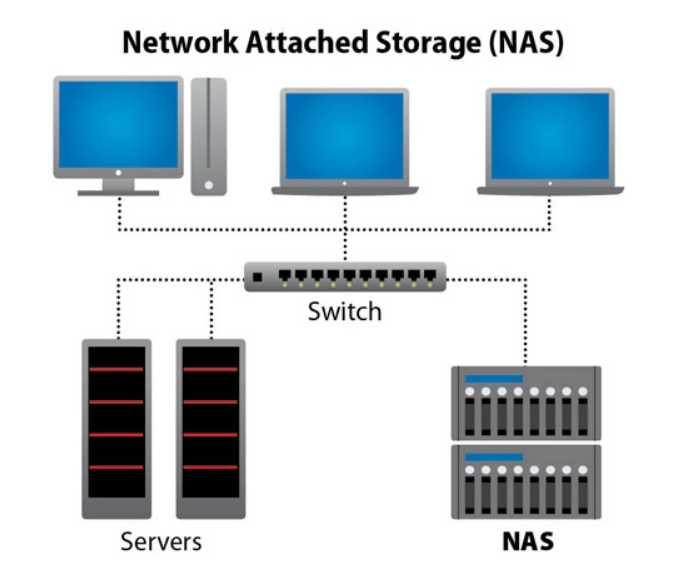 Network Attached Storage (NAS)
Switch
Servers
NAS